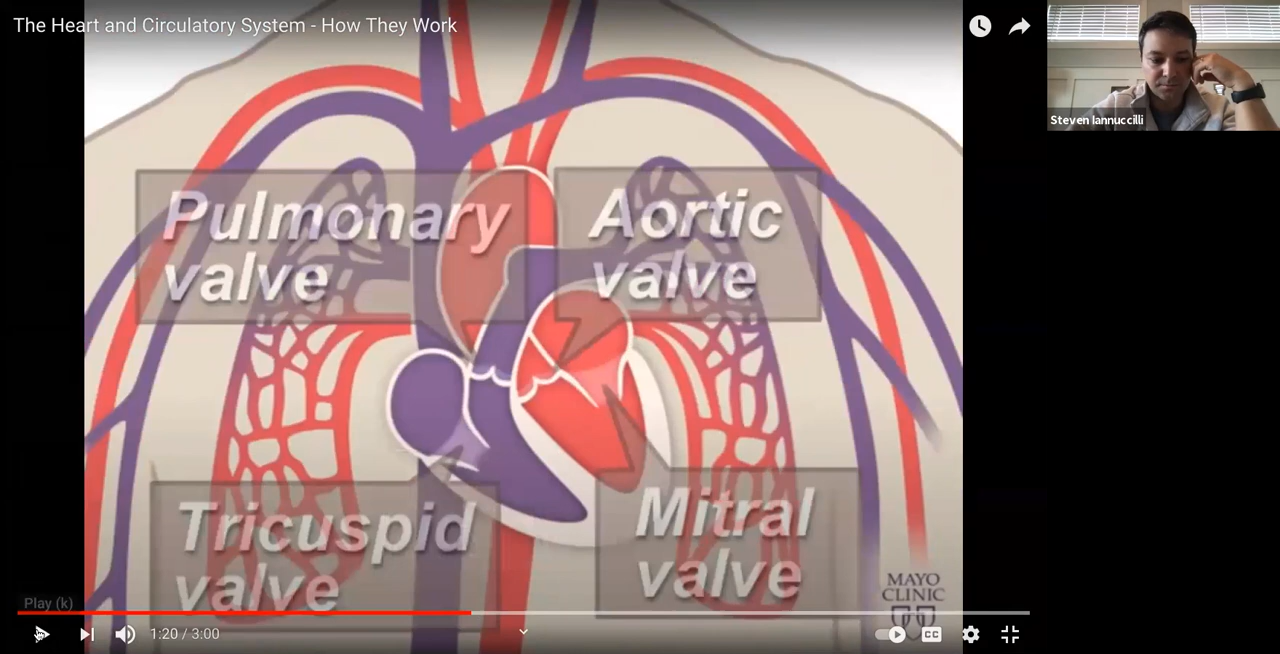 The Heart and Circulatory System - How They Work
Steven Iannuccilli
Pulmonary
valve
Aortic
valve
Tricuspid
valve
Mitral
valve
MAYO
CLINIC
Play (k)
1:20 / 3:00
CC